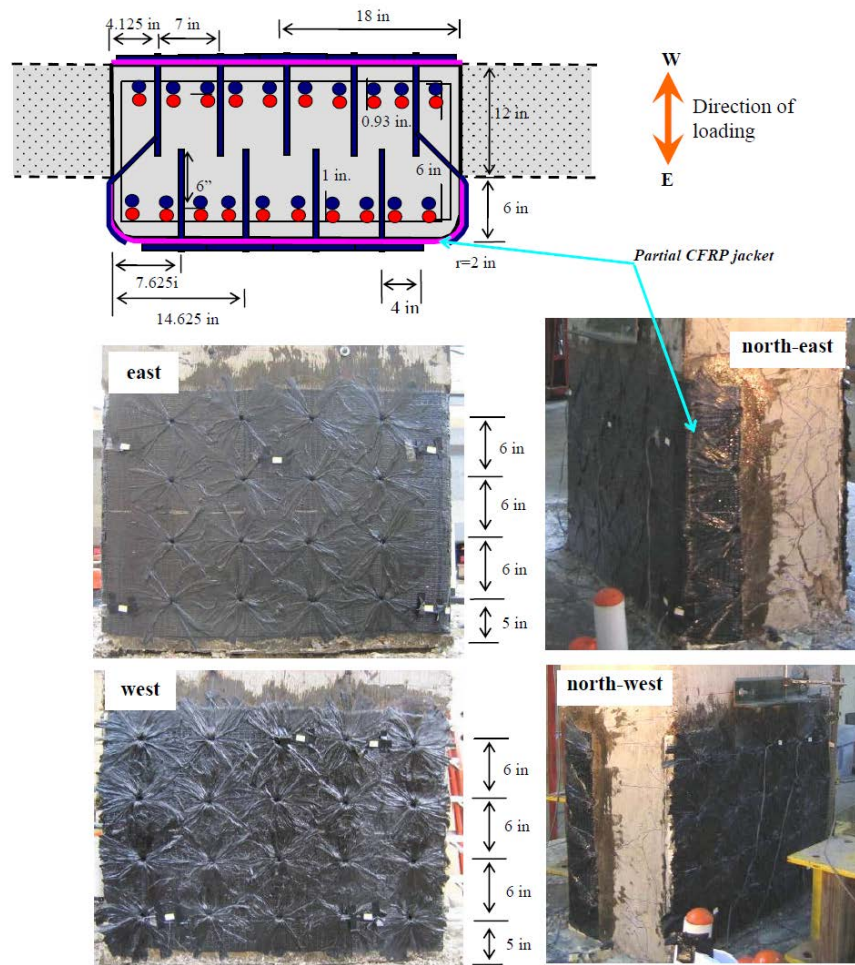 4.125 in
7 in
18 in
W
12 in
Direction of
loading
0.93 in.
E
6”
1 in.
6 in
6 in
7.625i
r=2 in
Partial CFRP jacket
14.625 in
4 in
east
6 in
6 in
6 in
5 in
north-east
west
6 in
6 in
6 in
5 in
north-west